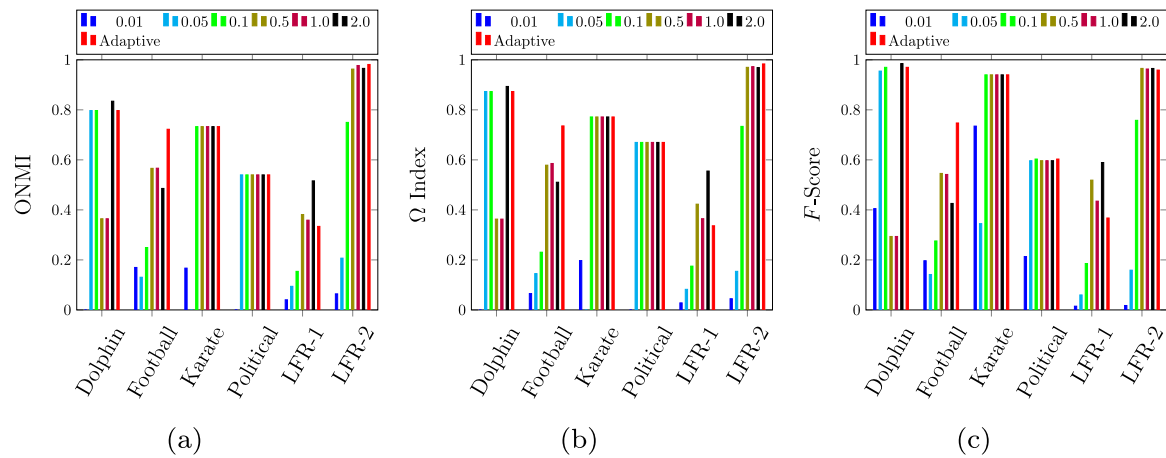 0.01 0.05 0.1 0.5 1.0 2.0
Adaptive
1
0.8
0.6
0.4
0.2
0
ONMI
Dolphin
Football
Karate
Political
LFR-1
LFR-2
(a)
0.01 0.05 0.1 0.5 1.0 2.0
Adaptive
1
0.8
0.6
0.4
0.2
0
Ω Index
Dolphin
Football
Karate
Political
LFR-1
LFR-2
(b)
0.01 0.05 0.1 0.5 1.0 2.0
Adaptive
1
0.8
0.6
0.4
0.2
0
F-Score
Dolphin
Football
Karate
Political
LFR-1
LFR-2
(c)